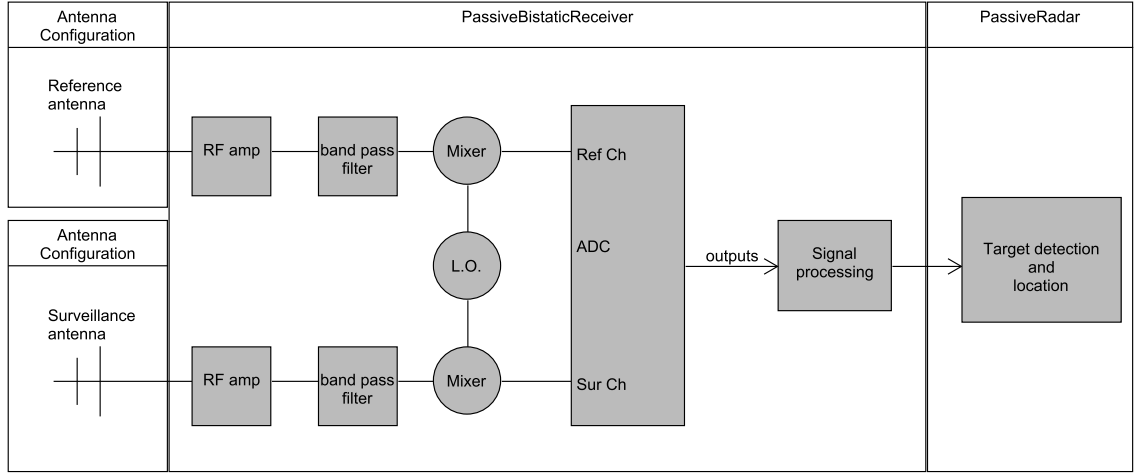 Antenna
Configuration
PassiveBistaticReceiver
PassiveRadar
Reference
antenna
RF amp
band pass
filter
Mixer
Ref Ch
Antenna
Configuration
L.O.
ADC
outputs
Signal
processing
Target detection
and
location
Surveillance
antenna
RF amp
band pass
filter
Mixer
Sur Ch